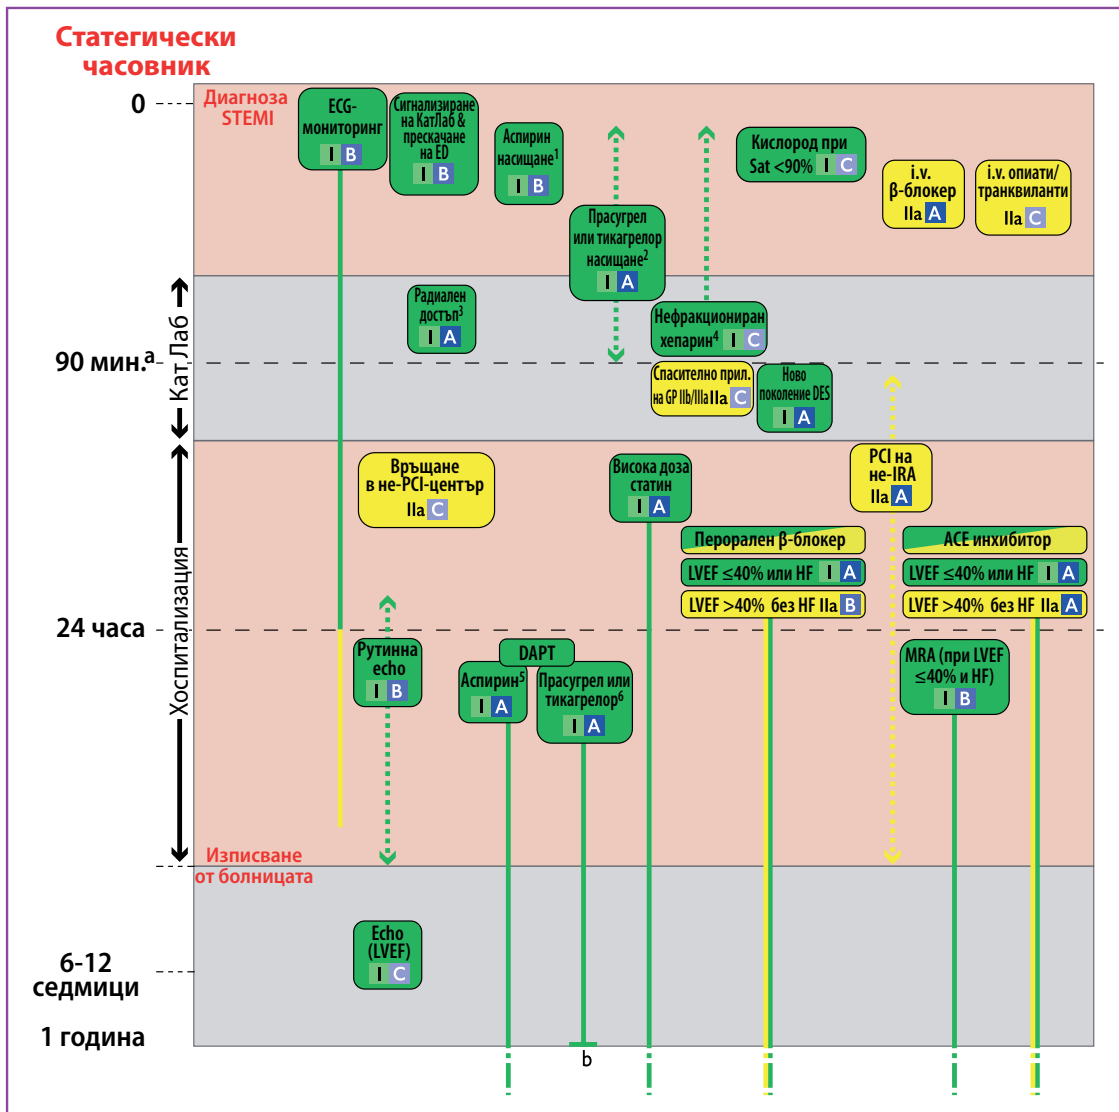 Статегически
часовник
0
Диагноза
STEMI
ECG-
мониторинг
I B
Сигнализиране
на КатЛаб &
прескачане
на ED
I B
Аспирин
насищане1
I B
Прасугрел
или тикагрелор
насищане2
I A
Кислород при
Sat <90% I C
i.v.
β-блокер
IIa A
i.v. опиати/
транквиланти
IIa C
Кат Лаб
Радиален
достъп3
I A
Нефракциониран
хепарин4 I C
90 мин.a
Спасително прил.
на GP IIb/IIIa IIa C
Ново
поколение DES
I A
Хоспитализация
Връщане
в не-PCI-център
IIa C
Висока доза
статин
I A
PCI на
не-IRA
IIa A
Перорален β-блокер
LVEF ≤40% или HF I A
LVEF >40% без HF IIa B
ACE инхибитор
LVEF ≤40% или HF I A
LVEF >40% без HF IIa A
24 часа
Рутинна
echo
I B
DAPT
Аспирин5
I A
Прасугрел или
тикагрелор6
I A
MRA (при LVEF
≤40% и HF)
I B
Изписване
от болницата
Echo
(LVEF)
I C
6-12
седмици
1 година
b